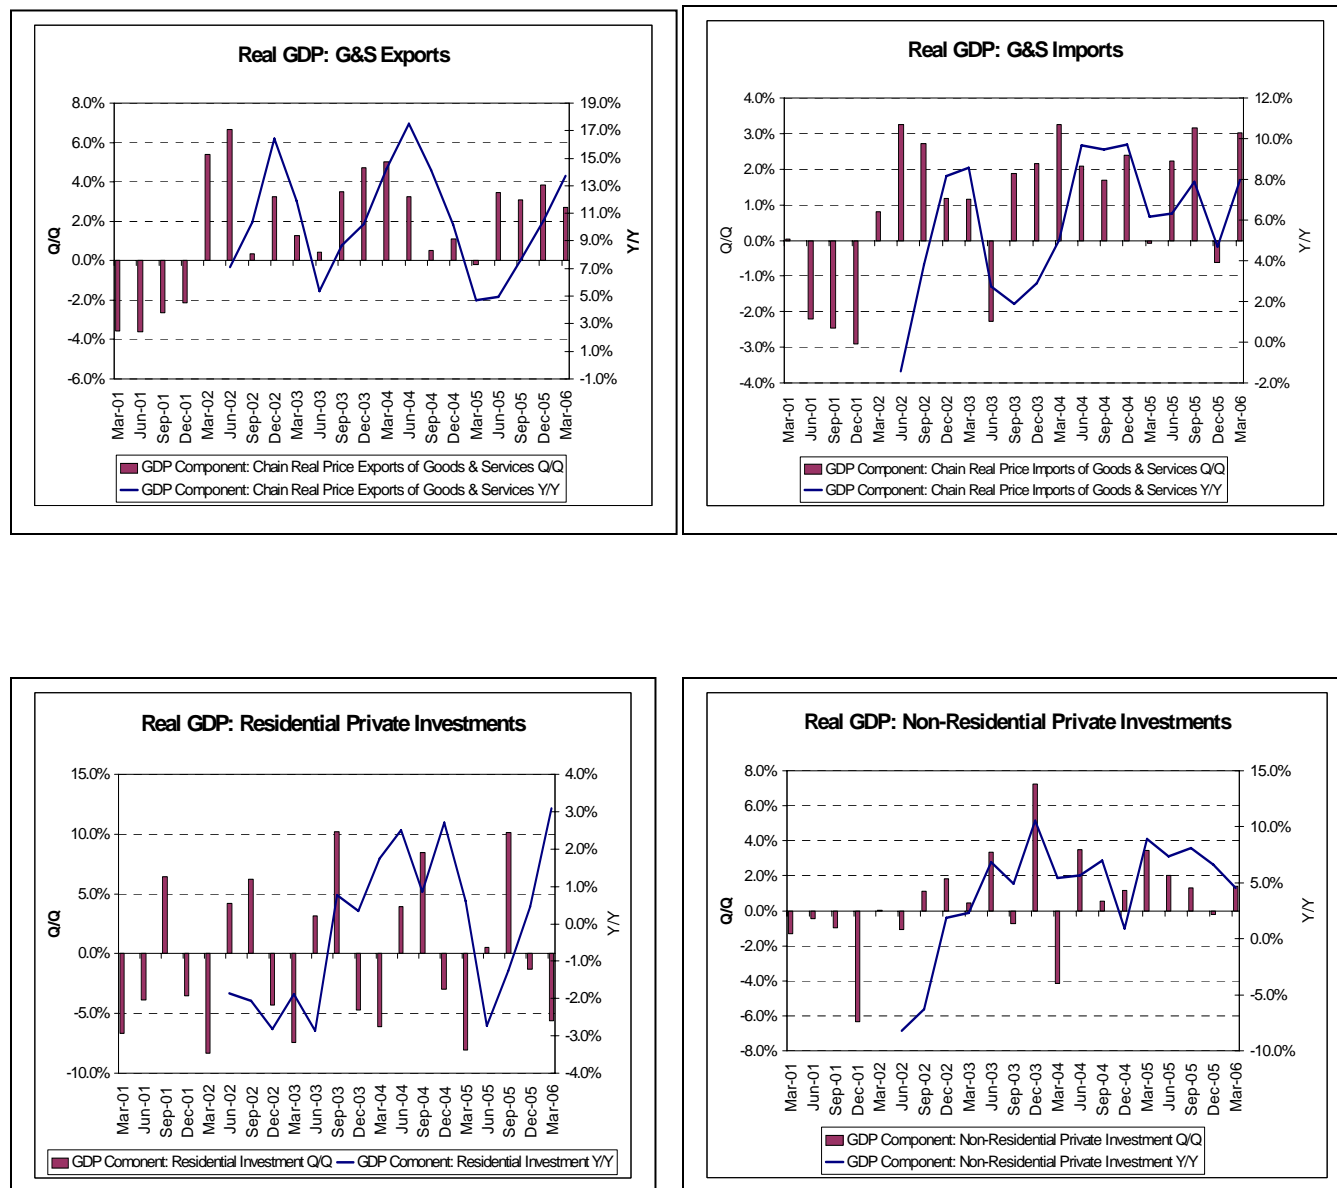 Real GDP: G&S Exports
8.0%
6.0%
4.0%
2.0%
0.0%
-2.0%
-4.0%
-6.0%
Q/Q
19.0%
17.0%
15.0%
13.0%
11.0%
9.0%
7.0%
5.0%
3.0%
1.0%
-1.0%
Y/Y
Mar-01
Jun-01
Sep-01
Dec-01
Mar-02
Jun-02
Sep-02
Dec-02
Mar-03
Jun-03
Sep-03
Dec-03
Mar-04
Jun-04
Sep-04
Dec-04
Mar-05
Jun-05
Sep-05
Dec-05
Mar-06
GDP Component: Chain Real Price Exports of Goods & Services Q/Q
GDP Component: Chain Real Price Exports of Goods & Services Y/Y
Real GDP: G&S Imports
4.0%
3.0%
2.0%
1.0%
0.0%
-1.0%
-2.0%
-3.0%
-4.0%
Q/Q
12.0%
10.0%
8.0%
6.0%
4.0%
2.0%
0.0%
-2.0%
Y/Y
Mar-01
Jun-01
Sep-01
Dec-01
Mar-02
Jun-02
Sep-02
Dec-02
Mar-03
Jun-03
Sep-03
Dec-03
Mar-04
Jun-04
Sep-04
Dec-04
Mar-05
Jun-05
Sep-05
Dec-05
Mar-06
GDP Component: Chain Real Price Imports of Goods & Services Q/Q
GDP Component: Chain Real Price Imports of Goods & Services Y/Y
Real GDP: Residential Private Investments
15.0%
10.0%
5.0%
0.0%
-5.0%
-10.0%
Q/Q
4.0%
3.0%
2.0%
1.0%
0.0%
-1.0%
-2.0%
-3.0%
-4.0%
Y/Y
Mar-01
Jun-01
Sep-01
Dec-01
Mar-02
Jun-02
Sep-02
Dec-02
Mar-03
Jun-03
Sep-03
Dec-03
Mar-04
Jun-04
Sep-04
Dec-04
Mar-05
Jun-05
Sep-05
Dec-05
Mar-06
GDP Comonent: Residential Investment Q/Q GDP Comonent: Residential Investment Y/Y
Real GDP: Non-Residential Private Investments
8.0%
6.0%
4.0%
2.0%
0.0%
-2.0%
-4.0%
-6.0%
-8.0%
Q/Q
15.0%
10.0%
5.0%
0.0%
-5.0%
-10.0%
Y/Y
Mar-01
Jun-01
Sep-01
Dec-01
Mar-02
Jun-02
Sep-02
Dec-02
Mar-03
Jun-03
Sep-03
Dec-03
Mar-04
Jun-04
Sep-04
Dec-04
Mar-05
Jun-05
Sep-05
Dec-05
Mar-06
GDP Component: Non-Residential Private Investment Q/Q
GDP Component: Non-Residential Private Investment Y/Y